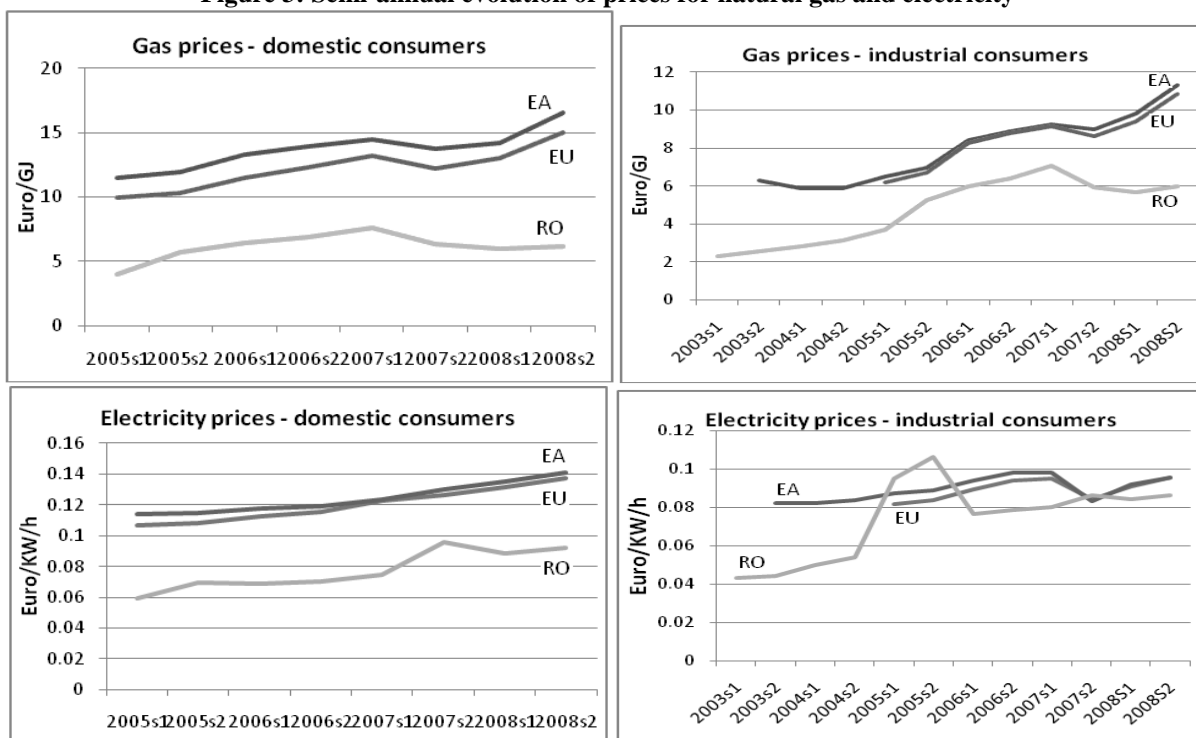 Figure Semi-annual evolution of prices for natural gas and electricity
Gas prices - domestic consumers
Euro/GJ
20
15
10
5
0
EA
EU
RO
2005s1 2005s2 2006s1 2006s2 2007s1 2007s2 2008s1 2008s2
Gas prices - industrial consumers
Euro/GJ
12
10
8
6
4
2
0
EA
EU
RO
2003s1 2003s2 2004s1 2004s2 2005s1 2005s2 2006s1 2006s2 2007s1 2007s2 2008S1 2008S2
Electricity prices - domestic consumers
Euro/KW/h
0.16
0.14
0.12
0.1
0.08
0.06
0.04
0.02
0
EA
EU
RO
2005s1 2005s2 2006s1 2006s2 2007s1 2007s2 2008s1 2008s2
Electricity prices - industrial consumers
Euro/KW/h
0.12
0.1
0.08
0.06
0.04
0.02
0
EA
EU
RO
2003s1 2003s2 2004s1 2004s2 2005s1 2005s2 2006s1 2006s2 2007s1 2007s2 2008S1 2008S2